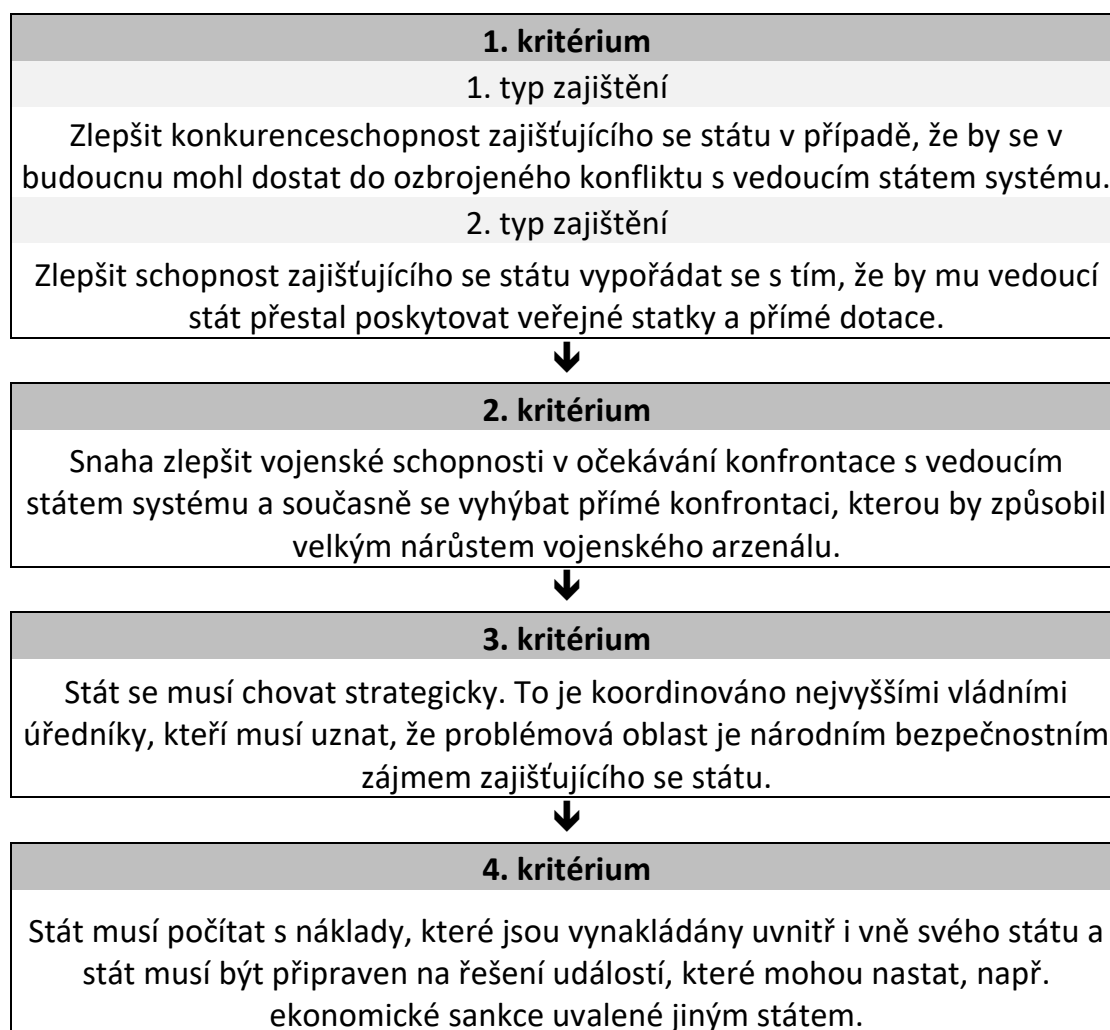 1. kritérium
1. typ zajištění
Zlepšit konkurenceschopnost zajišťujícího se státu v případě, že by se v
budoucnu mohl dostat do ozbrojeného konfliktu s vedoucím státem systému.
2. typ zajištění
Zlepšit schopnost zajišťujícího se státu vypořádat se s tím, že by mu vedoucí
stát přestal poskytovat veřejné statky a přímé dotace.
2. kritérium
Snaha zlepšit vojenské schopnosti v očekávání konfrontace s vedoucím
státem systému a současně se vyhýbat přímé konfrontaci, kterou by způsobil
velkým nárůstem vojenského arzenálu.
3. kritérium
Stát se musí chovat strategicky. To je koordinováno nejvyššími vládními
úředníky, kteří musí uznat, že problémová oblast je národním bezpečnostním
zájmem zajišťujícího se státu.
4. kritérium
Stát musí počítat s náklady, které jsou vynakládány uvnitř i vně svého státu a
stát musí být připraven na řešení událostí, které mohou nastat, např.
ekonomické sankce uvalené jiným státem.